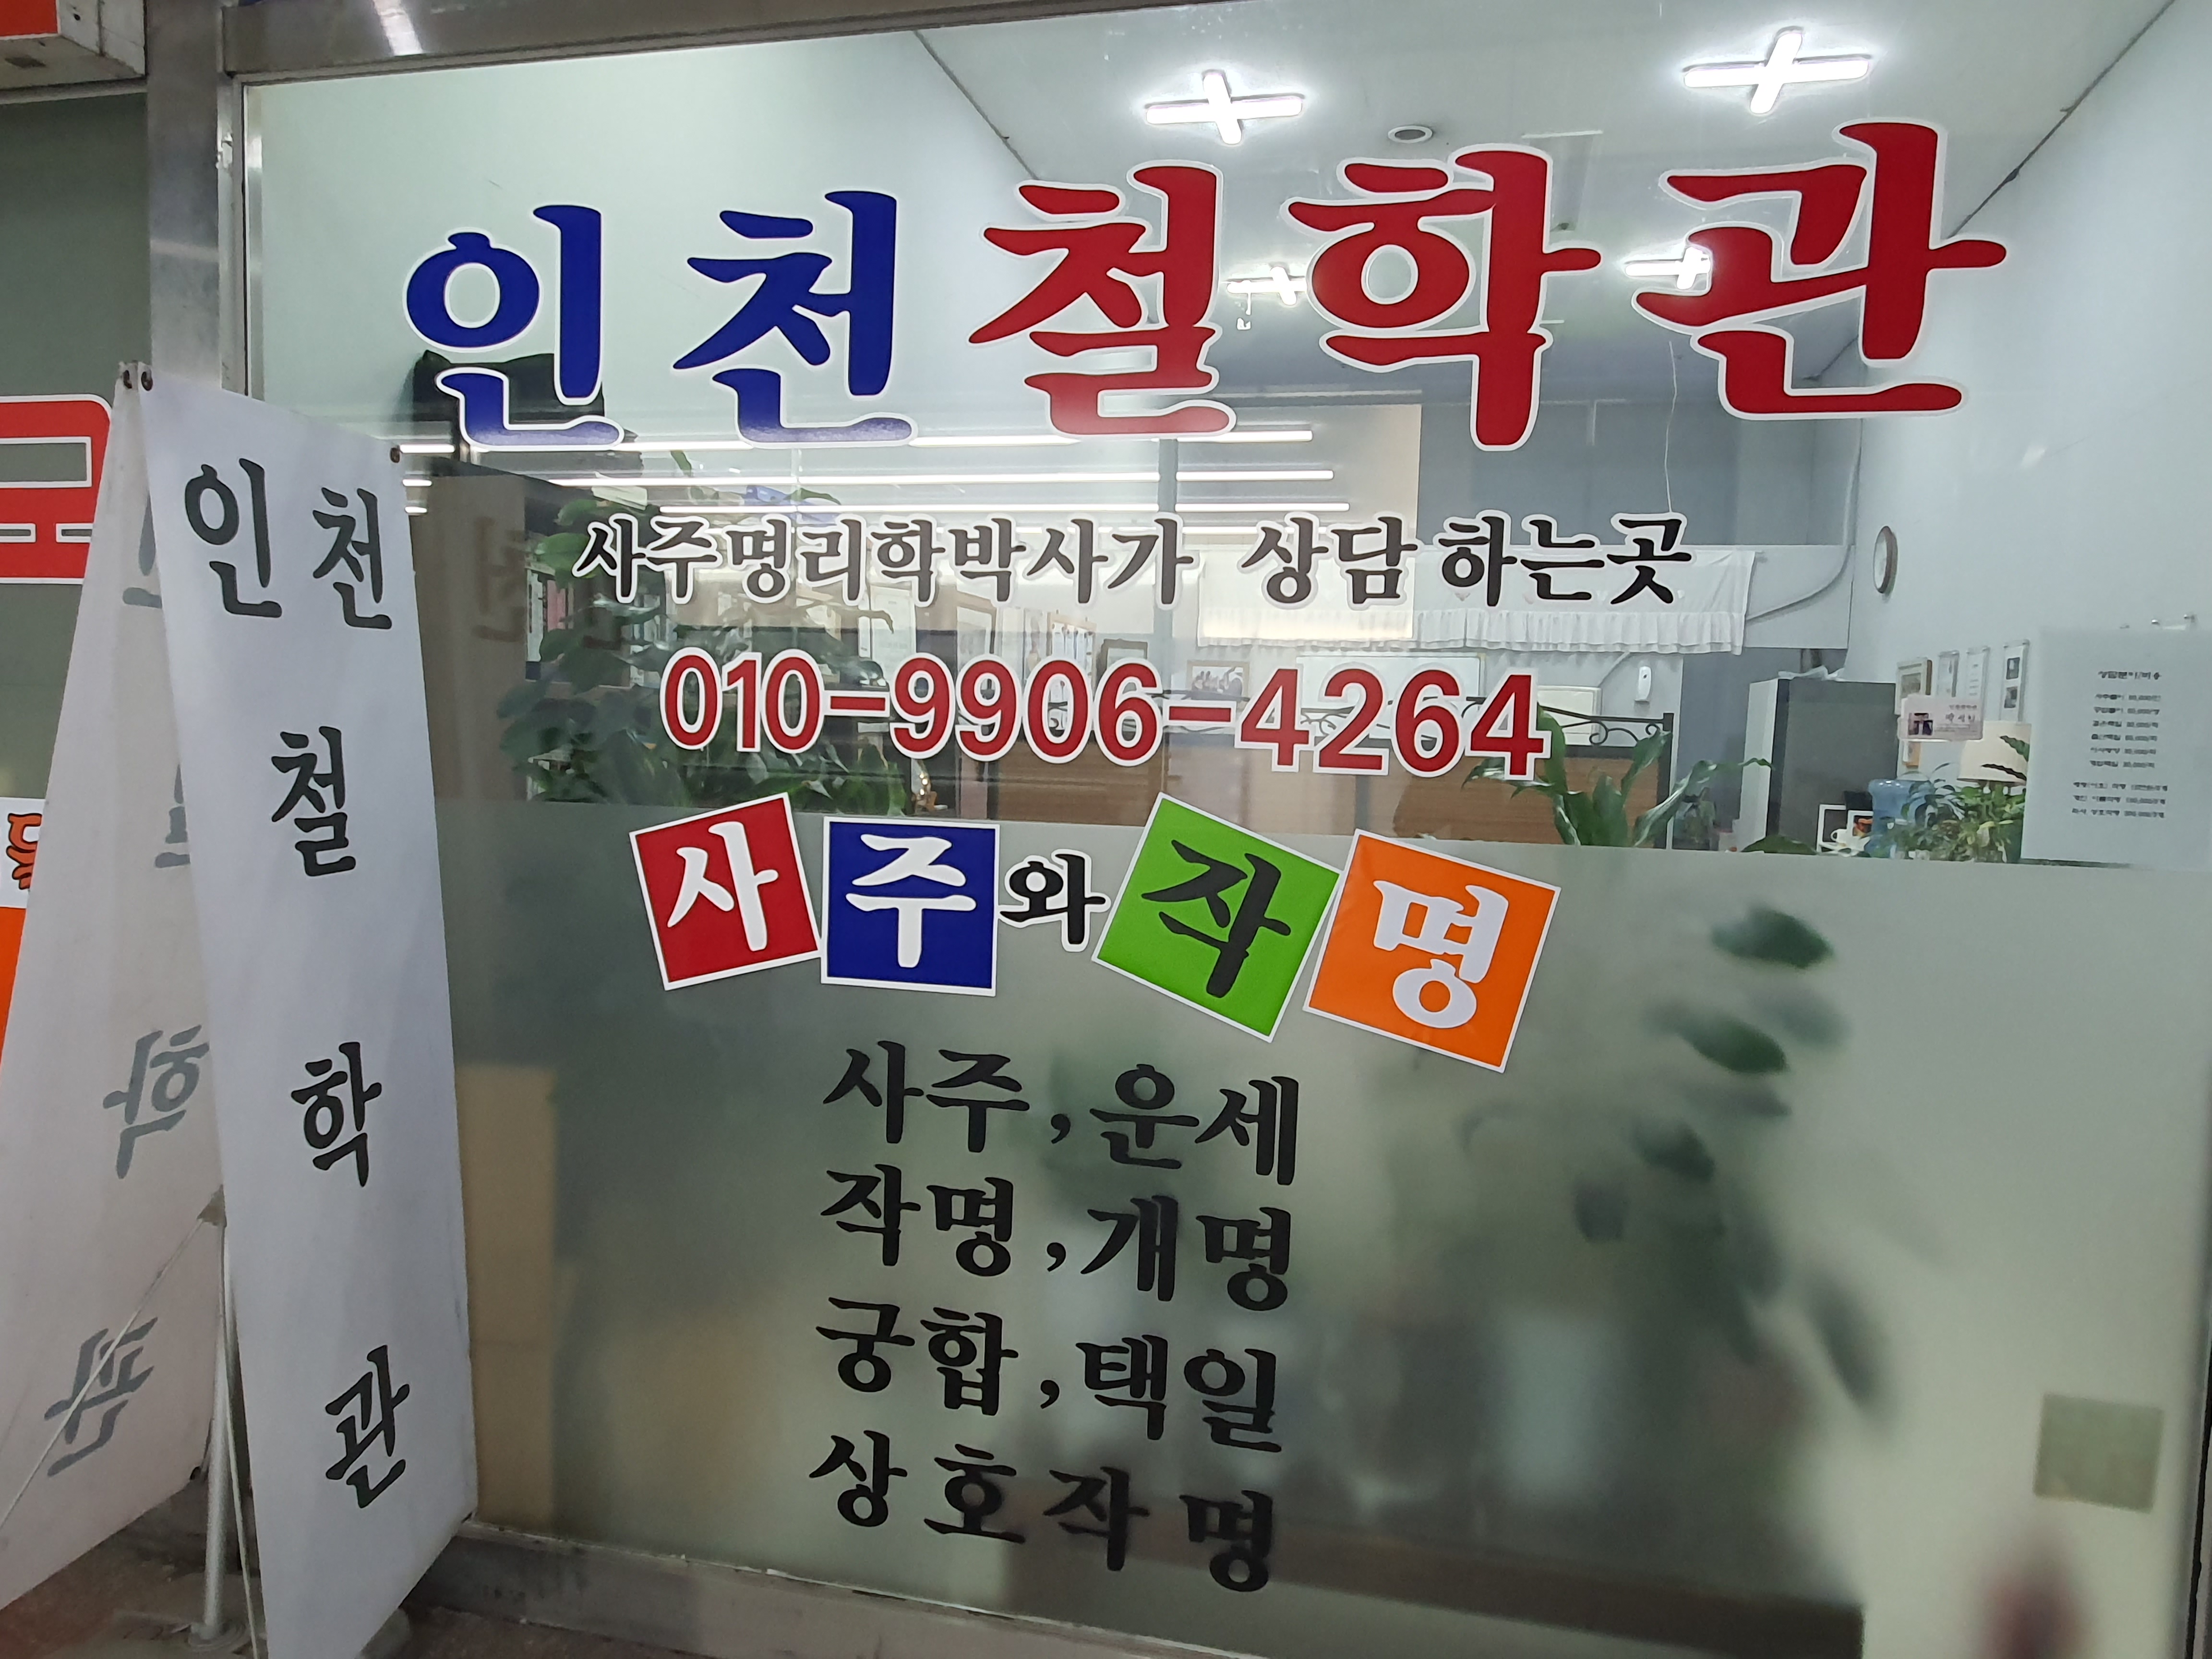 인천철학관
사주명리학박사가 상담 하는곳
010-9906-4264
사주와작명
사주,운세
작명,개명
궁합,택일
상호작명
인천
철
학
관